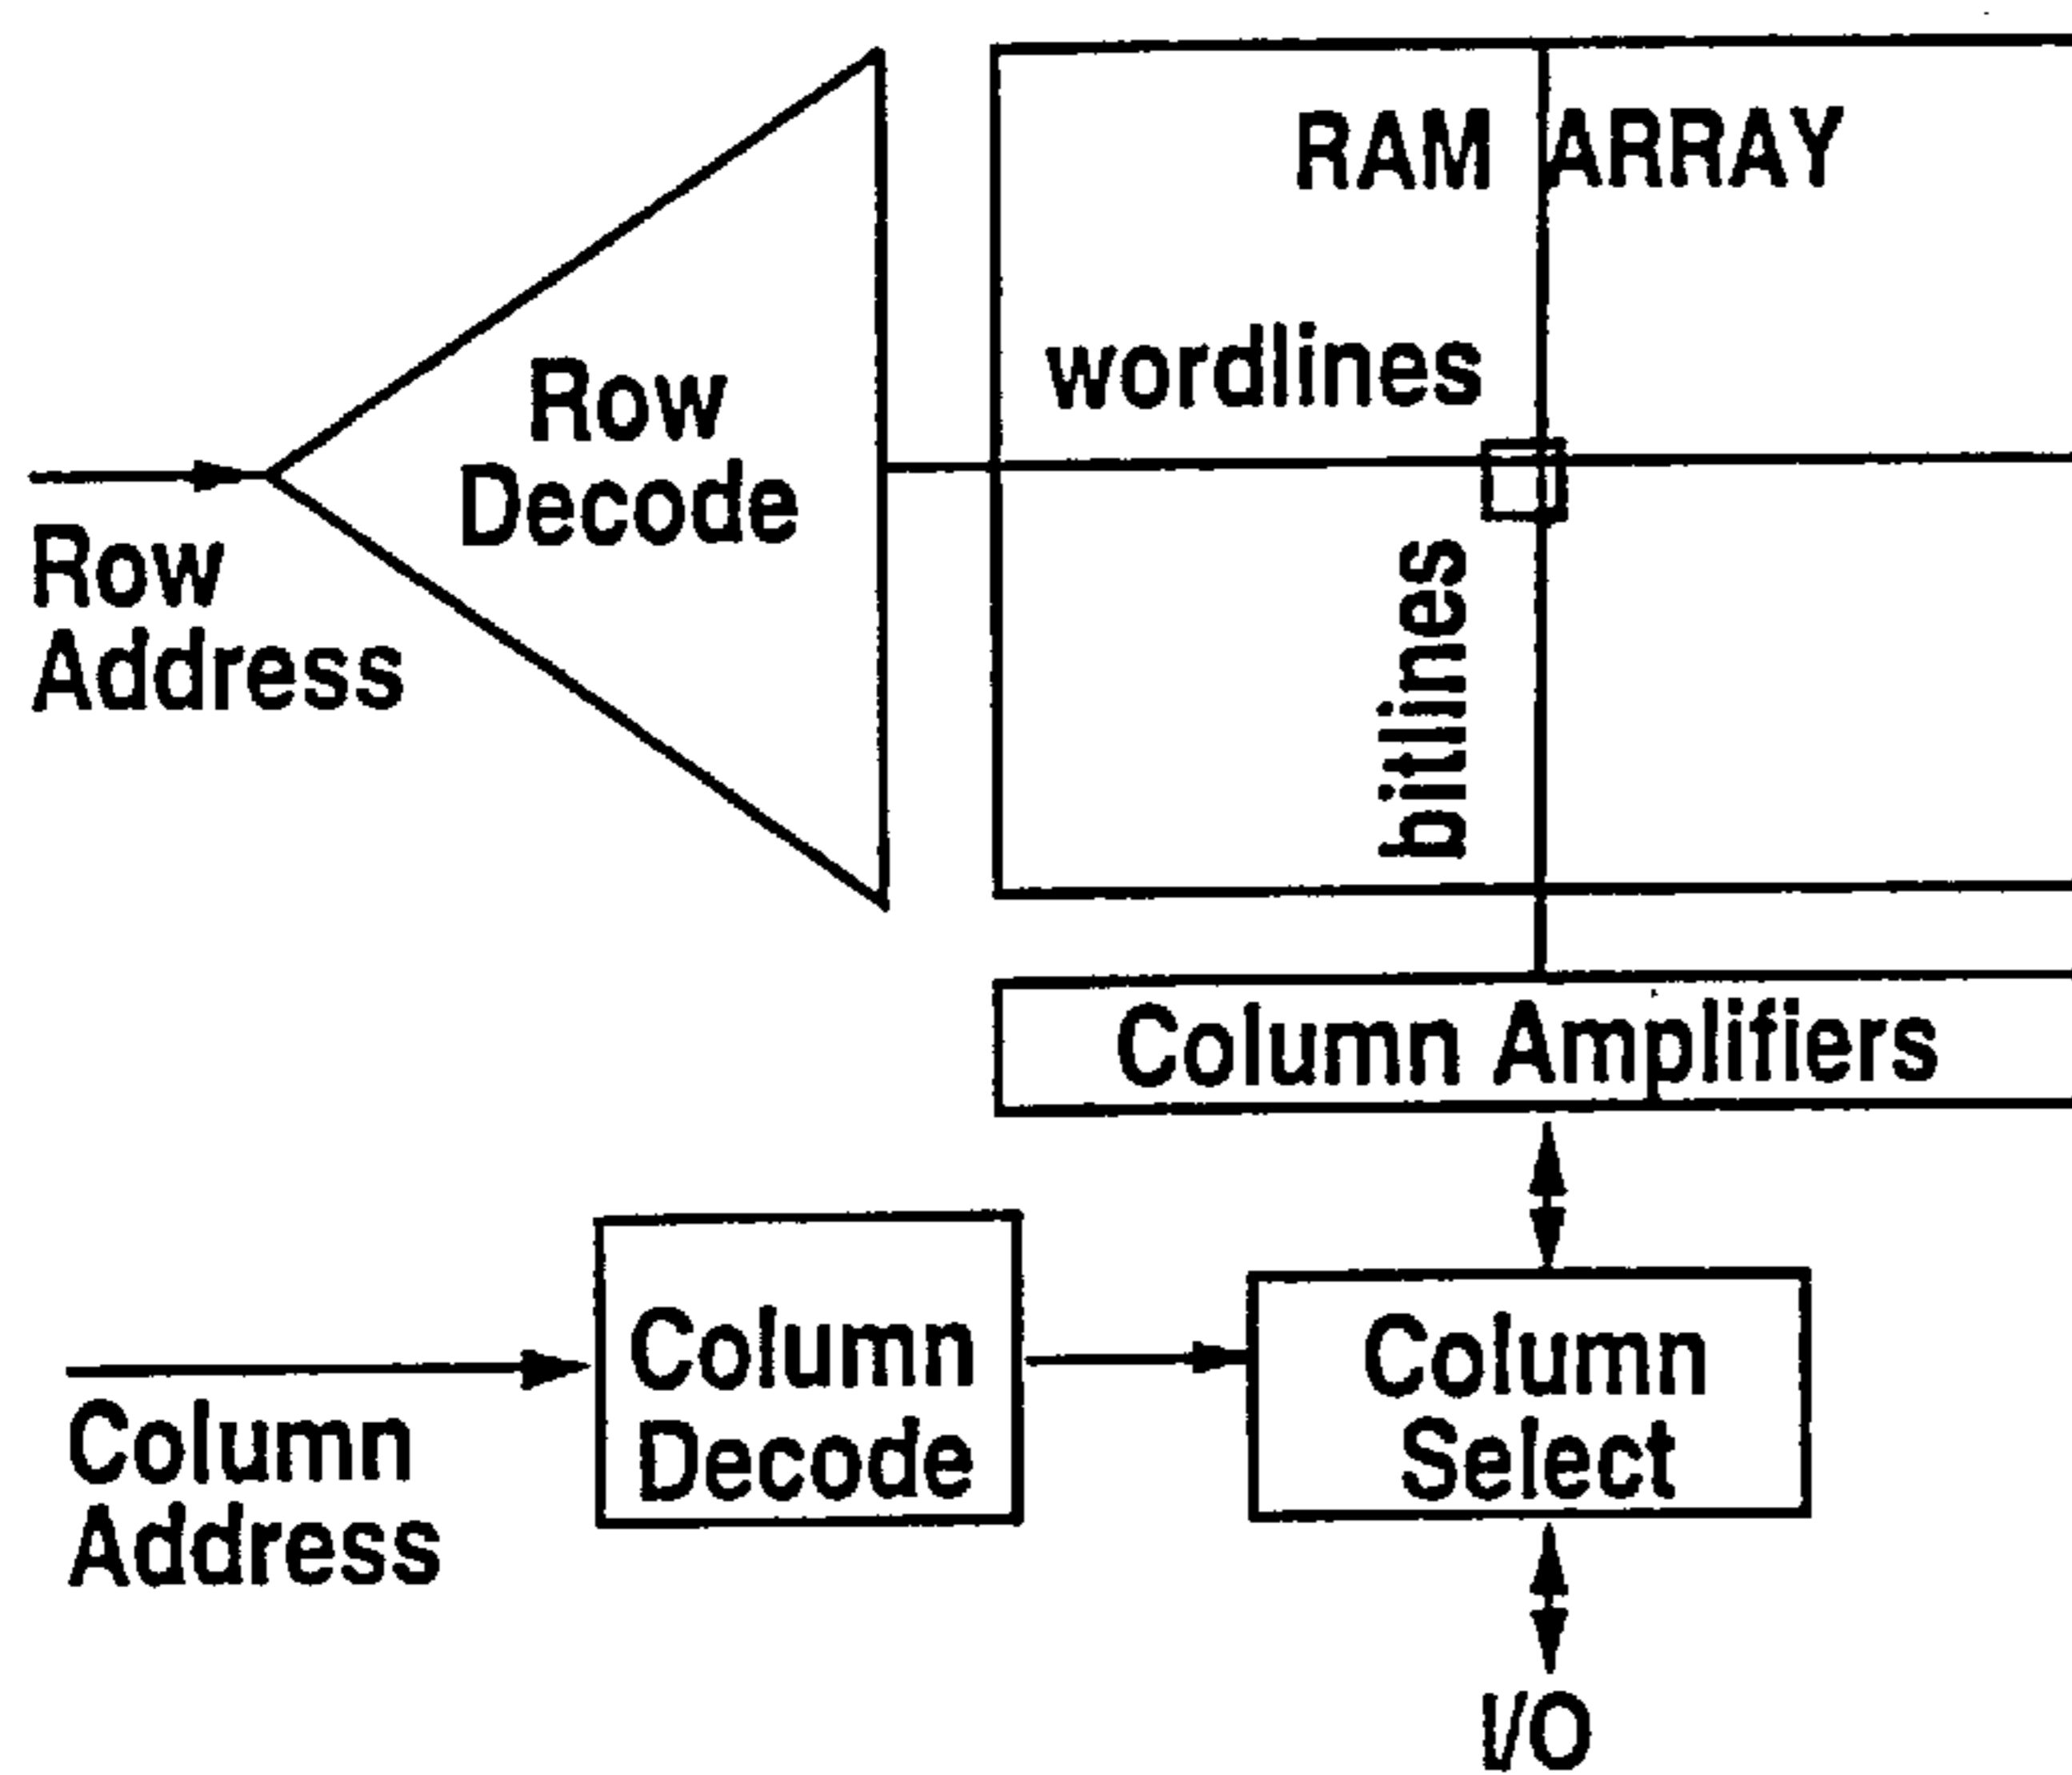 RAM ARRAY
wordlines
Row
Decode
Row
Address
bitlines
Column Amplifiers
Column
Decode
Column
Select
Column
Address
I/O